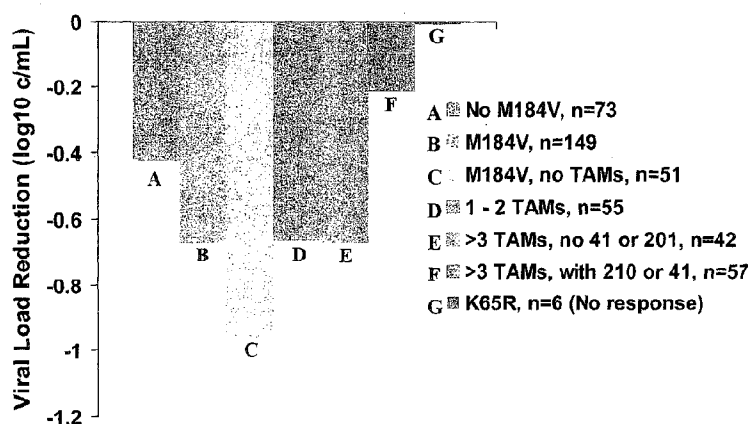 Viral Load Reduction (log10 c/mL)
0
-0.2
-0.4
-0.6
-0.8
-1
-1.2
A
B
C
D
E
F
G
A No M184V, n=73
B M184V, n=149
C M184V, no TAMs, n=51
D 1 - 2 TAMs, n=55
E >3 TAMs, no 41 or 201, n=42
F >3 TAMs, with 210 or 41, n=57
G K65R, n=6 (No response)